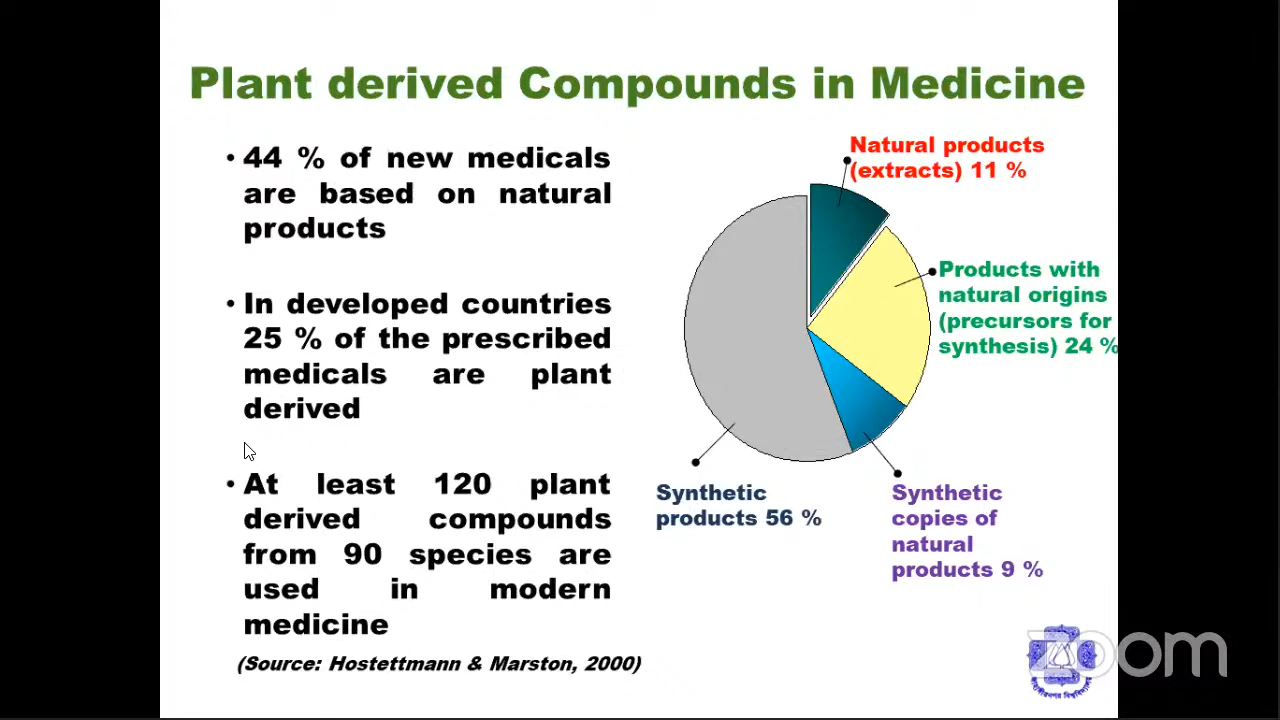 Plant derived Compounds in Medicine
• 44 % of new medicals
are based on natural
products
• In developed countries
25 % of the prescribed
medicals are plant
derived
• At least 120 plant
derived compounds
from 90 species are
used in modern
medicine
(Source: Hostettmann & Marston, 2000)
Natural products
(extracts) 11 %
Products with
natural origins
(precursors for
synthesis) 24 %
Synthetic
products 56 %
Synthetic
copies of
natural
products 9 %
zoom
জাহাঙ্গীরনগর বিশ্ববিদ্যালয়